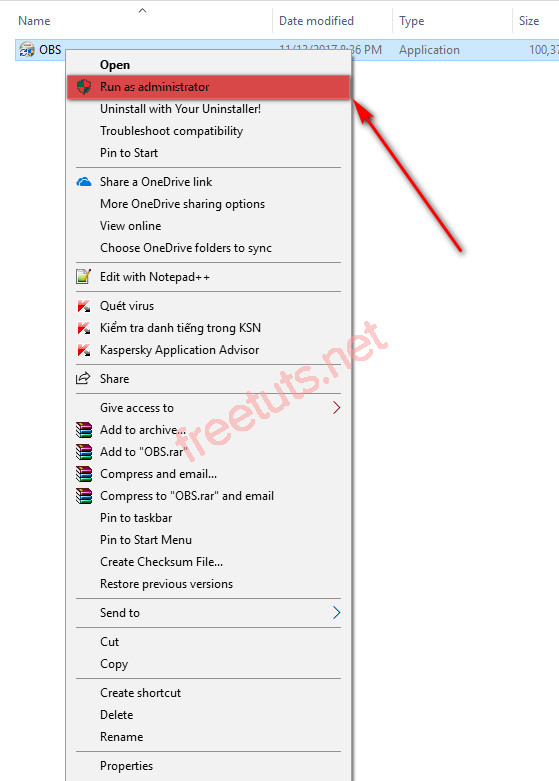 Name Date modified Type Size
OBS 11/13/2017 8:36 PM Application 100,37
Open
Run as administrator
Uninstall with Your Uninstaller!
Troubleshoot compatibility
Pin to Start
Share a OneDrive link
More OneDrive sharing options
View online
Choose OneDrive folders to sync
Edit with Notepad++
Quét virus
Kiểm tra danh tiếng trong KSN
Kaspersky Application Advisor
Share
Give access to
Add to archive...
Add to "OBS.rar"
Compress and email...
Compress to "OBS.rar" and email
Pin to taskbar
Pin to Start Menu
Create Checksum File...
Restore previous versions
Send to
Cut
Copy
Create shortcut
Delete
Rename
Properties
freetuts.net